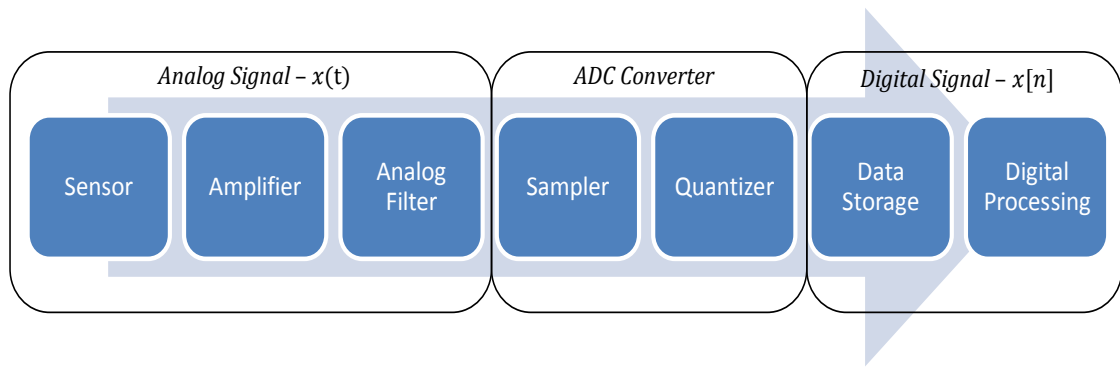 Analog Signal – x(t)
ADC Converter
Digital Signal – x[n]
Sensor
Amplifier
Analog
Filter
Sampler
Quantizer
Data
Storage
Digital
Processing